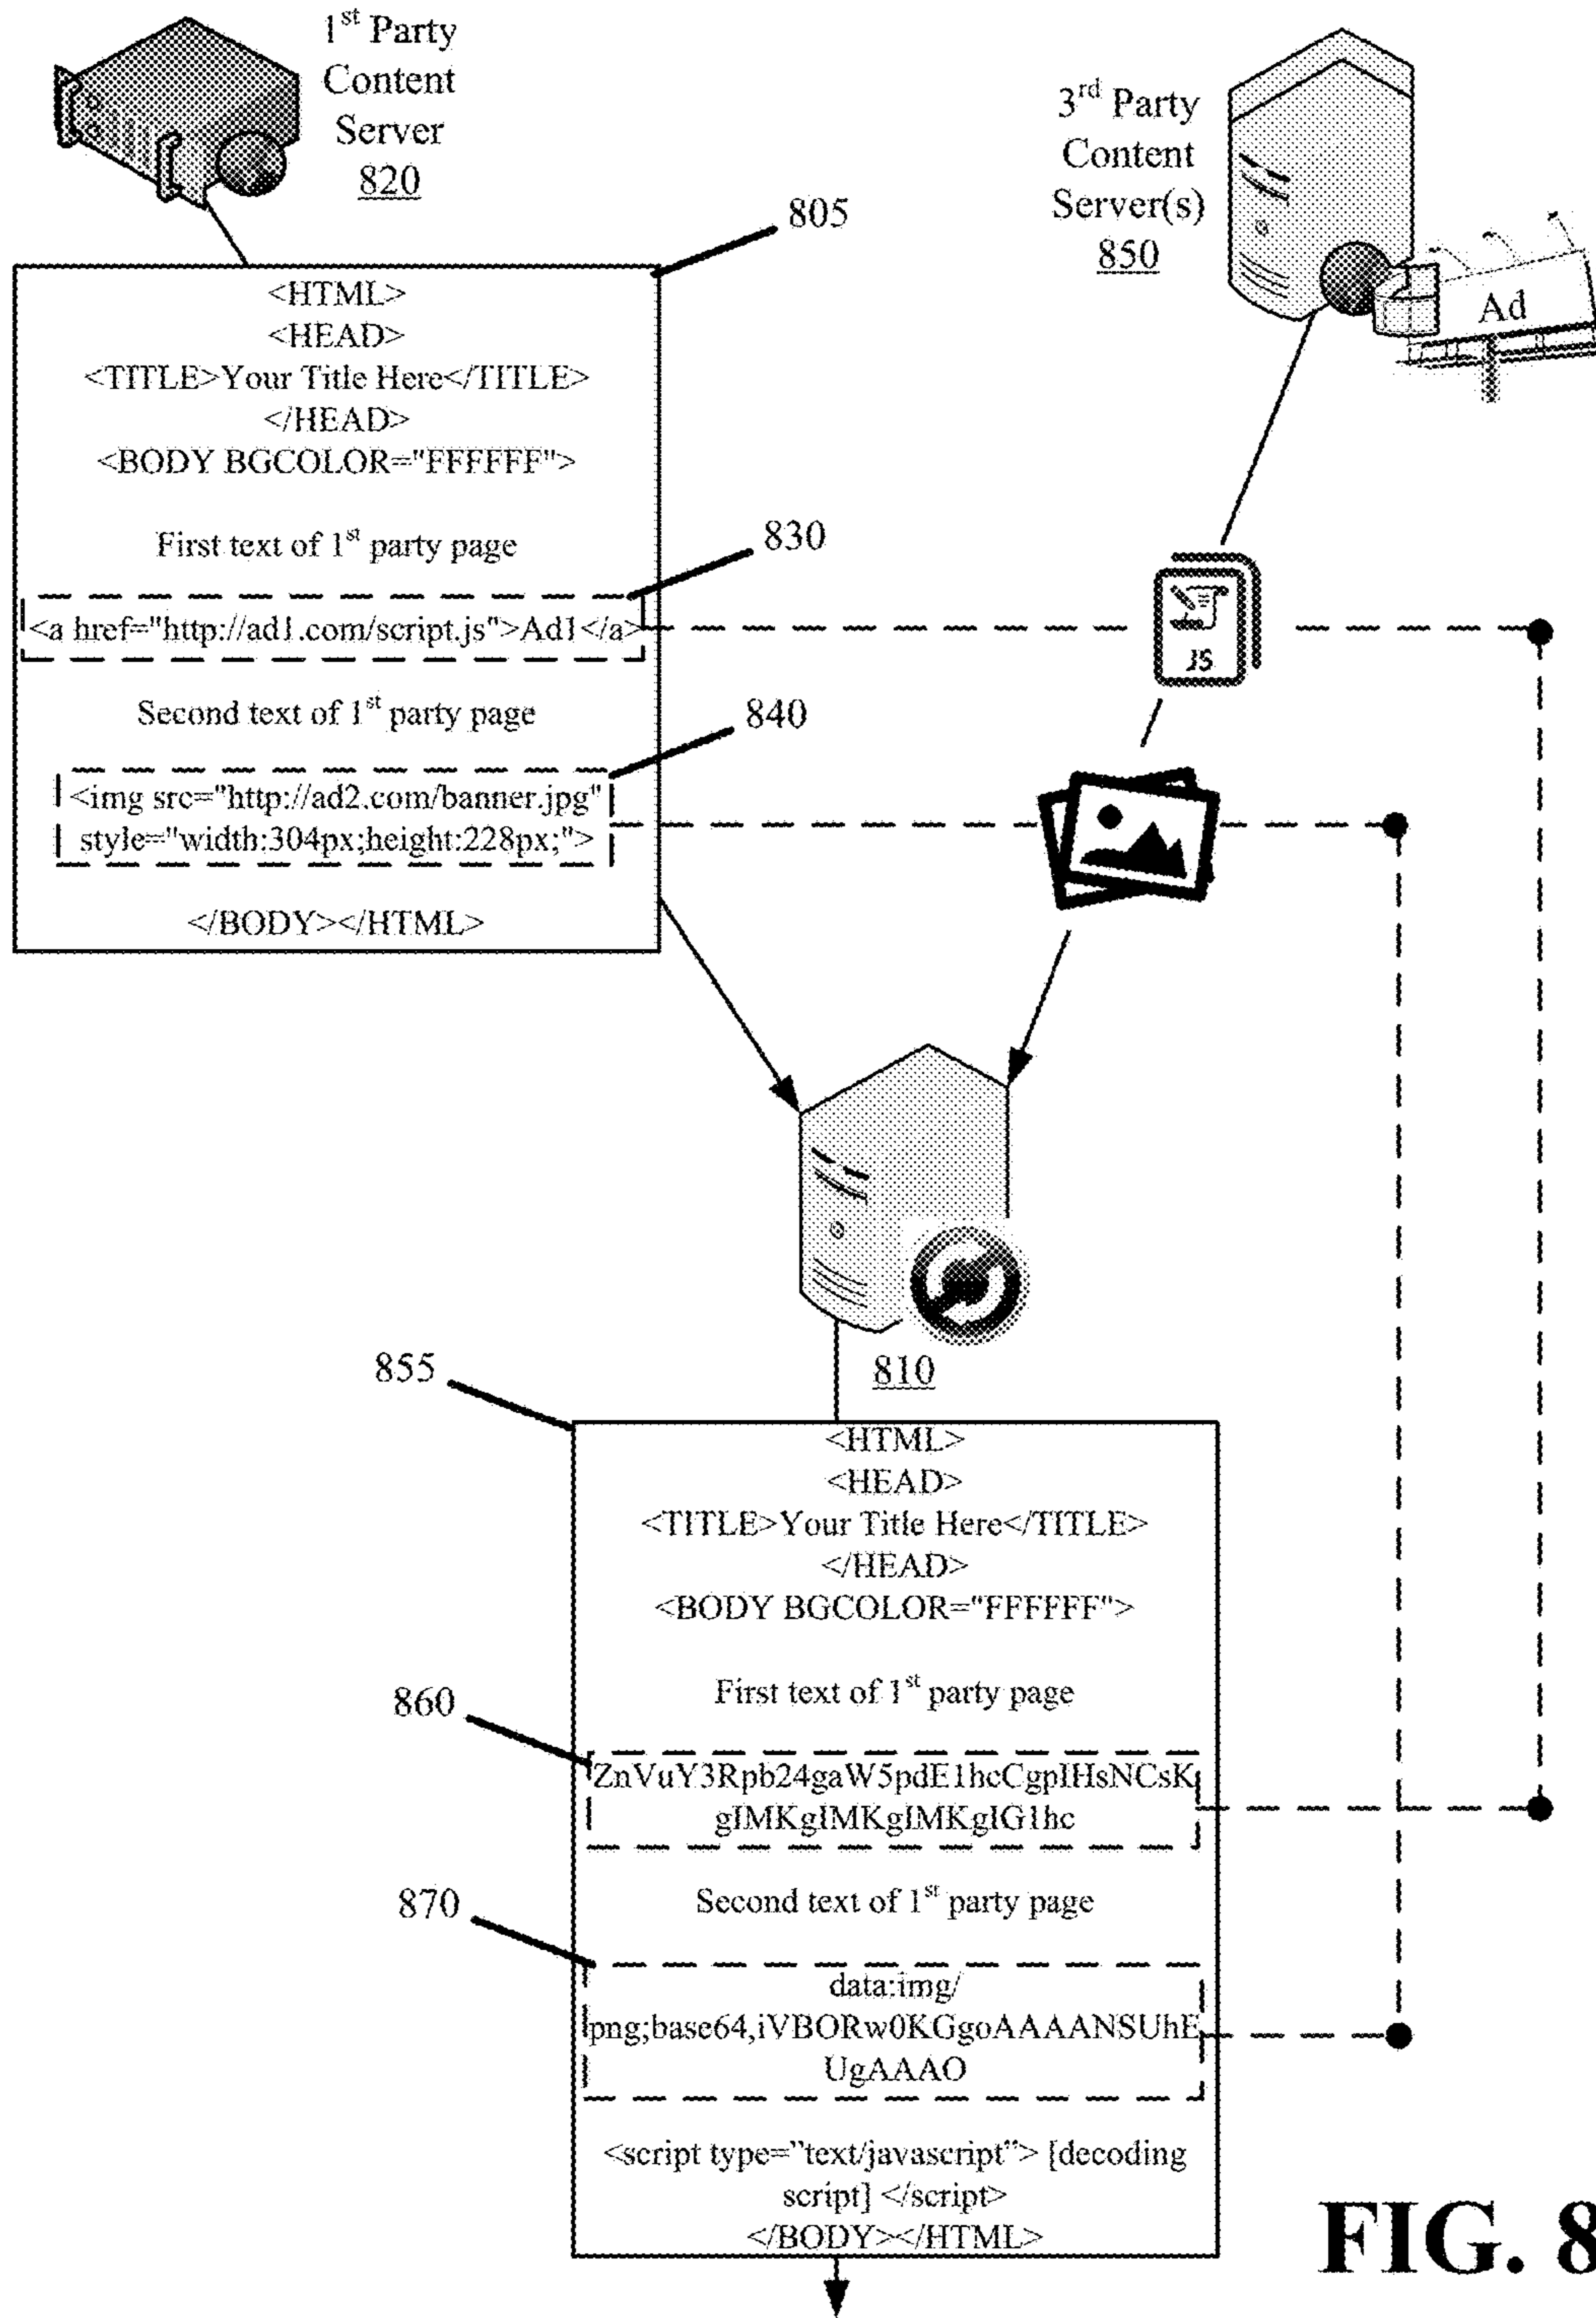 1st Party
Content
Server
820
3rd Party
Content
Server(s)
850
Ad
805
<HTML>
<HEAD>
<TITLE>Your Title Here</TITLE>
</HEAD>
<BODY BGCOLOR="FFFFFF">
First text of 1st party page
830
<a href="http://ad1.com/script.js">Ad1</a>
JS
Second text of 1st party page
840
<img src="http://ad2.com/banner.jpg"
style="width:304px;height:228px;">
</BODY></HTML>
810
855
<HTML>
<HEAD>
<TITLE>Your Title Here</TITLE>
</HEAD>
<BODY BGCOLOR="FFFFFF">
First text of 1st party page
860
ZnVuY3Rpb24gaW5pdE1hcCgpIHsNCsK
gIMKgIMKgIMKgIG1hc
Second text of 1st party page
870
data:img/
png;base64,iVBORw0KGgoAAAANSUhE
UgAAAO
<script type="text/javascript"> [decoding
script] </script>
</BODY></HTML>
FIG. 8